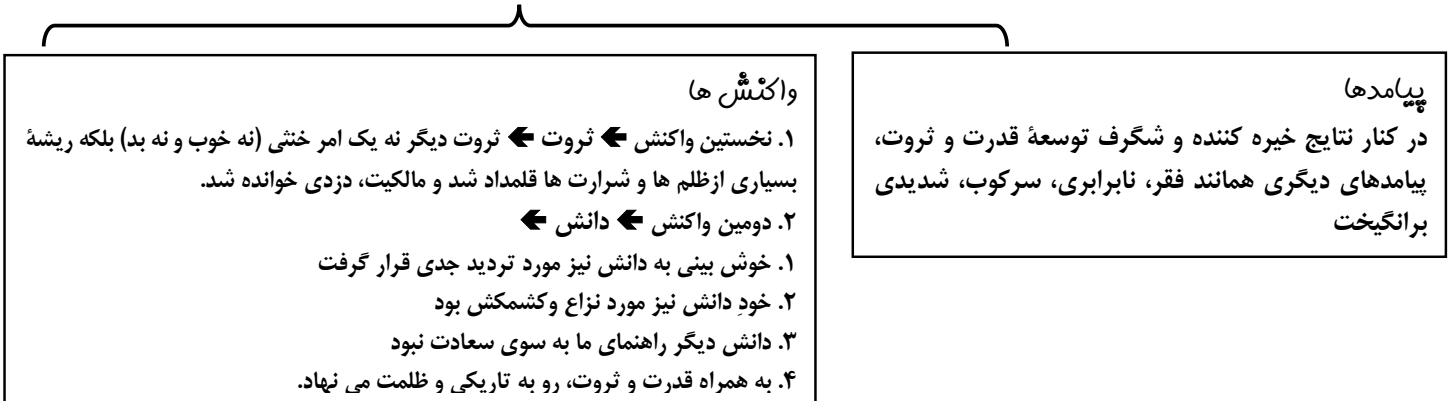 پیامدها
در کنار نتایج خیره کننده و شگرف توسعهٔ قدرت و ثروت،
پیامدهای دیگری همانند فقر، نابرابری، سرکوب، شدیدی
برانگیخت
واکنش ها
۱. نخستین واکنش 🡸 ثروت 🡸 ثروت دیگر نه یک امر خنثی (نه خوب و نه بد) بلکه ریشهٔ
بسیاری ازظلم ها و شرارت ها قلمداد شد و مالکیت، دزدی خوانده شد.
۲. دومین واکنش 🡸 دانش 🡸
۱. خوش بینی به دانش نیز مورد تردید جدی قرار گرفت
۲. خودِ دانش نیز مورد نزاع وکشمکش بود
۳. دانش دیگر راهنمای ما به سوی سعادت نبود
۴. به همراه قدرت و ثروت، رو به تاریکی و ظلمت می نهاد.